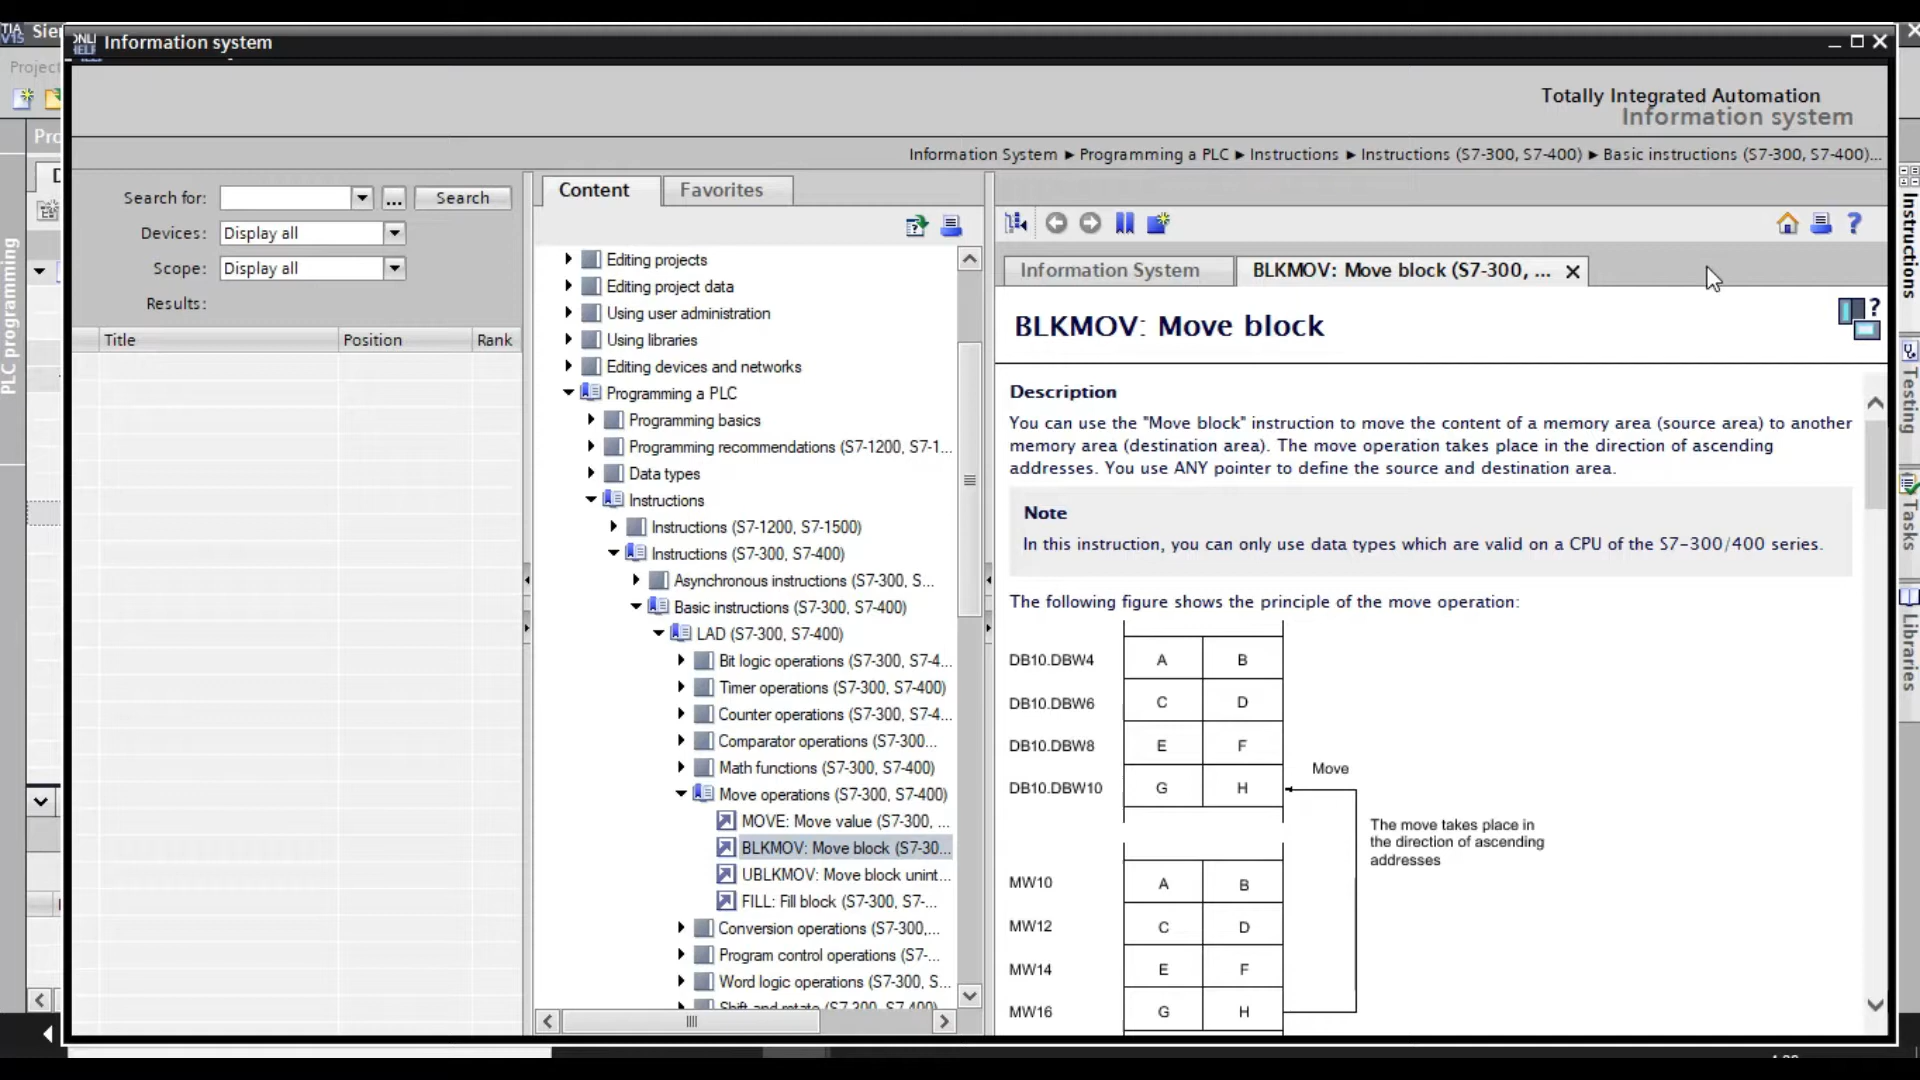 TIA
V15
Sie
ONLI
HELF
Information system
Project
Totally Integrated Automation
Information system
Information System ▸ Programming a PLC ▸ Instructions ▸ Instructions (S7-300, S7-400) ▸ Basic instructions (S7-300, S7-400)...
PLC programming
Search for:
...
Search
Devices:
Display all
Scope:
Display all
Results:
Title
Position
Rank
Content
Favorites
Editing projects
Editing project data
Using user administration
Using libraries
Editing devices and networks
Programming a PLC
Programming basics
Programming recommendations (S7-1200, S7-1...
Data types
Instructions
Instructions (S7-1200, S7-1500)
Instructions (S7-300, S7-400)
Asynchronous instructions (S7-300, S...
Basic instructions (S7-300, S7-400)
LAD (S7-300, S7-400)
Bit logic operations (S7-300, S7-4...
Timer operations (S7-300, S7-400)
Counter operations (S7-300, S7-4...
Comparator operations (S7-300...
Math functions (S7-300, S7-400)
Move operations (S7-300, S7-400)
MOVE: Move value (S7-300, ...
BLKMOV: Move block (S7-30...
UBLKMOV: Move block unint...
FILL: Fill block (S7-300, S7-...
Conversion operations (S7-300,...
Program control operations (S7-...
Word logic operations (S7-300, S...
Shift and rotate (S7-300, S7-400)
Information System
BLKMOV: Move block (S7-300, ...
BLKMOV: Move block
Description
You can use the "Move block" instruction to move the content of a memory area (source area) to another
memory area (destination area). The move operation takes place in the direction of ascending
addresses. You use ANY pointer to define the source and destination area.
Note
In this instruction, you can only use data types which are valid on a CPU of the S7-300/400 series.
The following figure shows the principle of the move operation:
DB10.DBW4 A B
DB10.DBW6 C D
DB10.DBW8 E F
DB10.DBW10 G H
Move
The move takes place in
the direction of ascending
addresses
MW10 A B
MW12 C D
MW14 E F
MW16 G H
Instructions
Testing
Tasks
Libraries